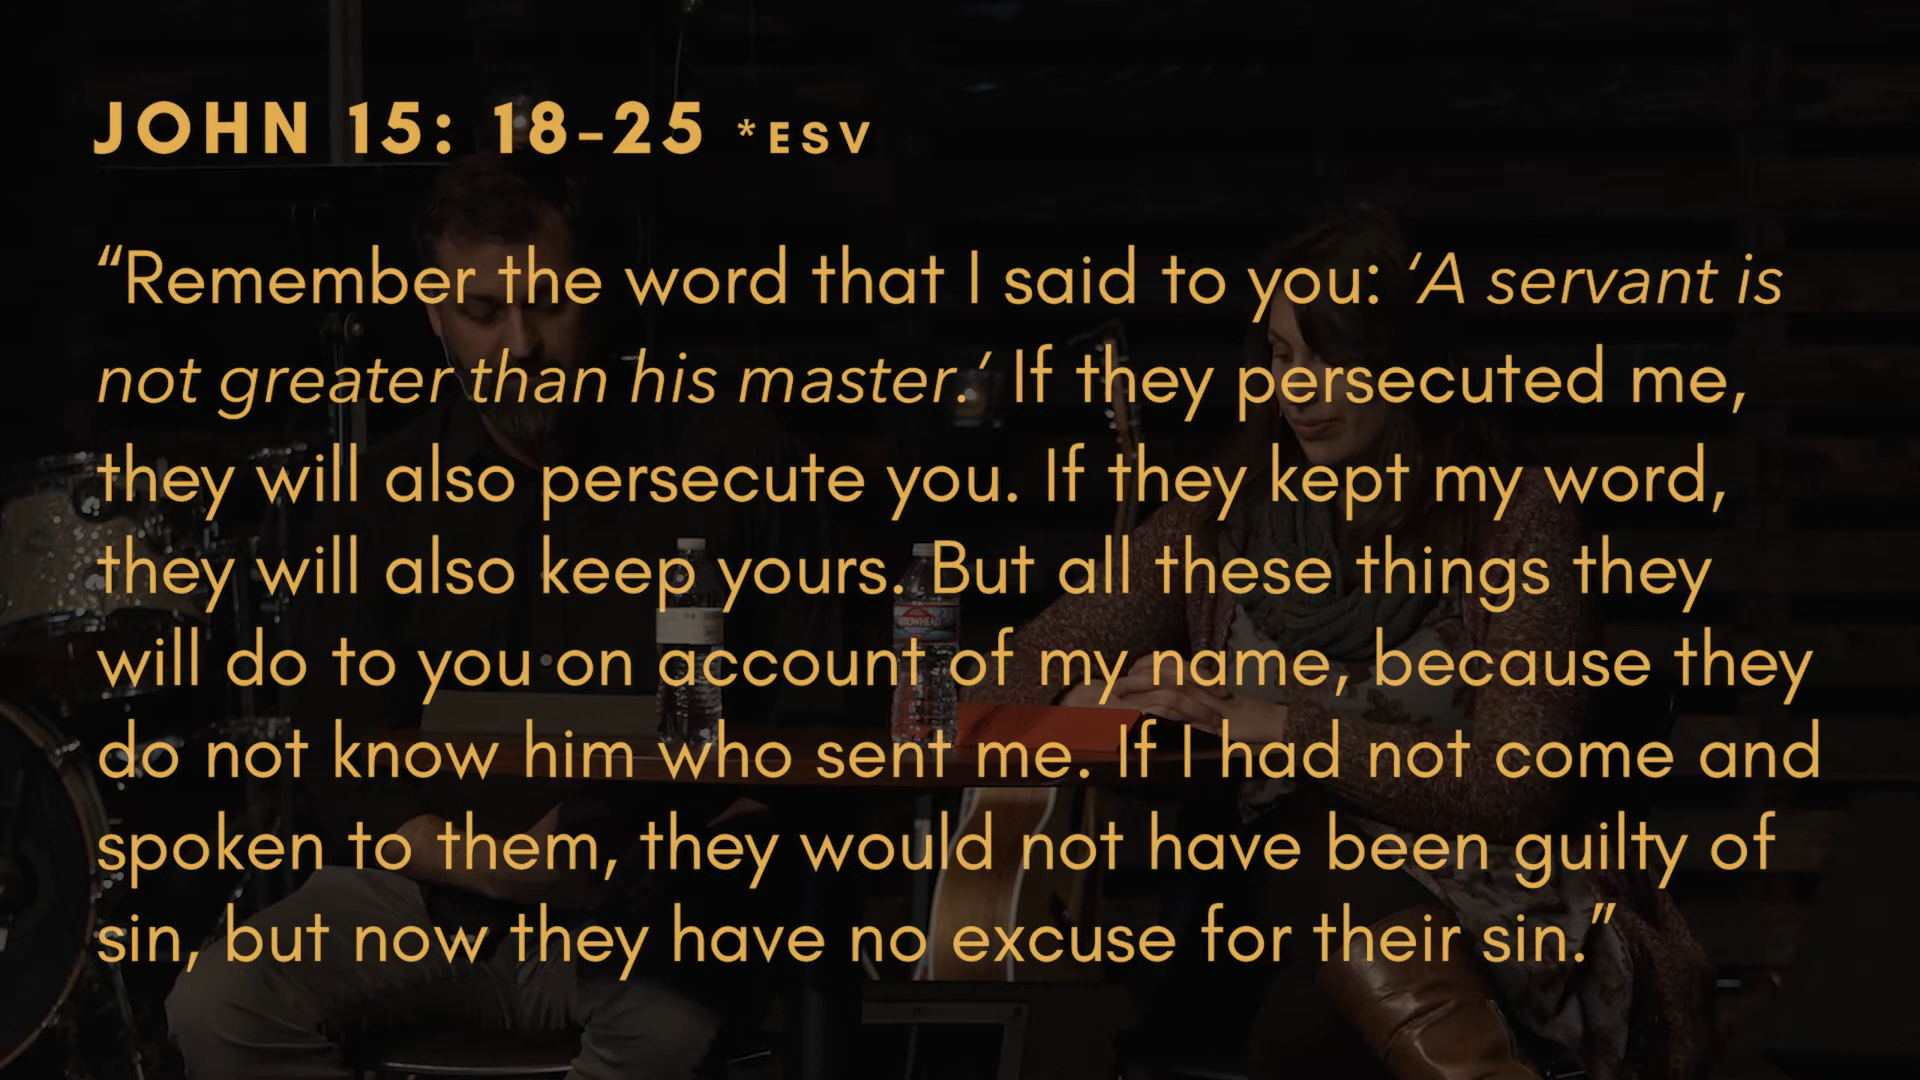 JOHN 15: 18-25 *ESV
“Remember the word that I said to you: ‘A servant is
not greater than his master.’ If they persecuted me,
they will also persecute you. If they kept my word,
they will also keep yours. But all these things they
will do to you on account of my name, because they
do not know him who sent me. If I had not come and
spoken to them, they would not have been guilty of
sin, but now they have no excuse for their sin.”
ARROWHEAD